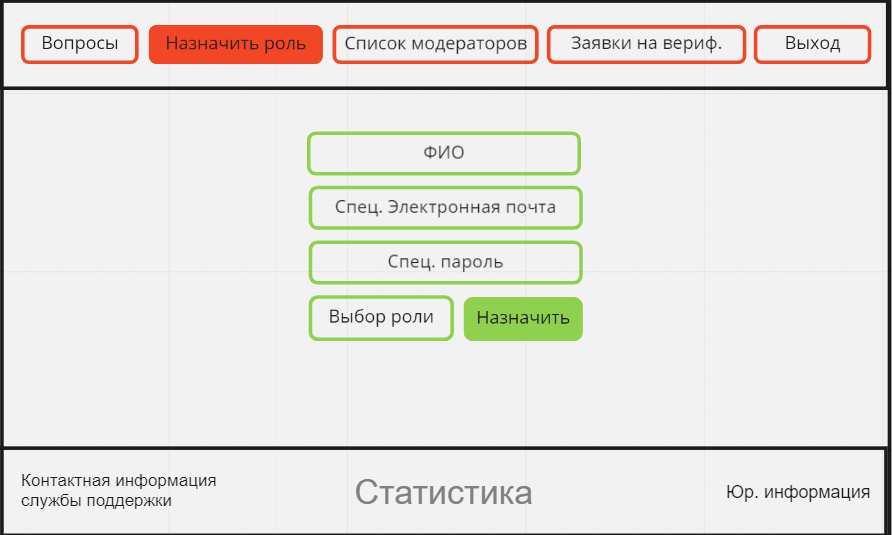 Вопросы
Назначить роль
Список модераторов
Заявки на вериф.
Выход
ФИО
Спец. Электронная почта
Спец. пароль
Выбор роли
Назначить
Контактная информация
службы поддержки
Статистика
Юр. информация